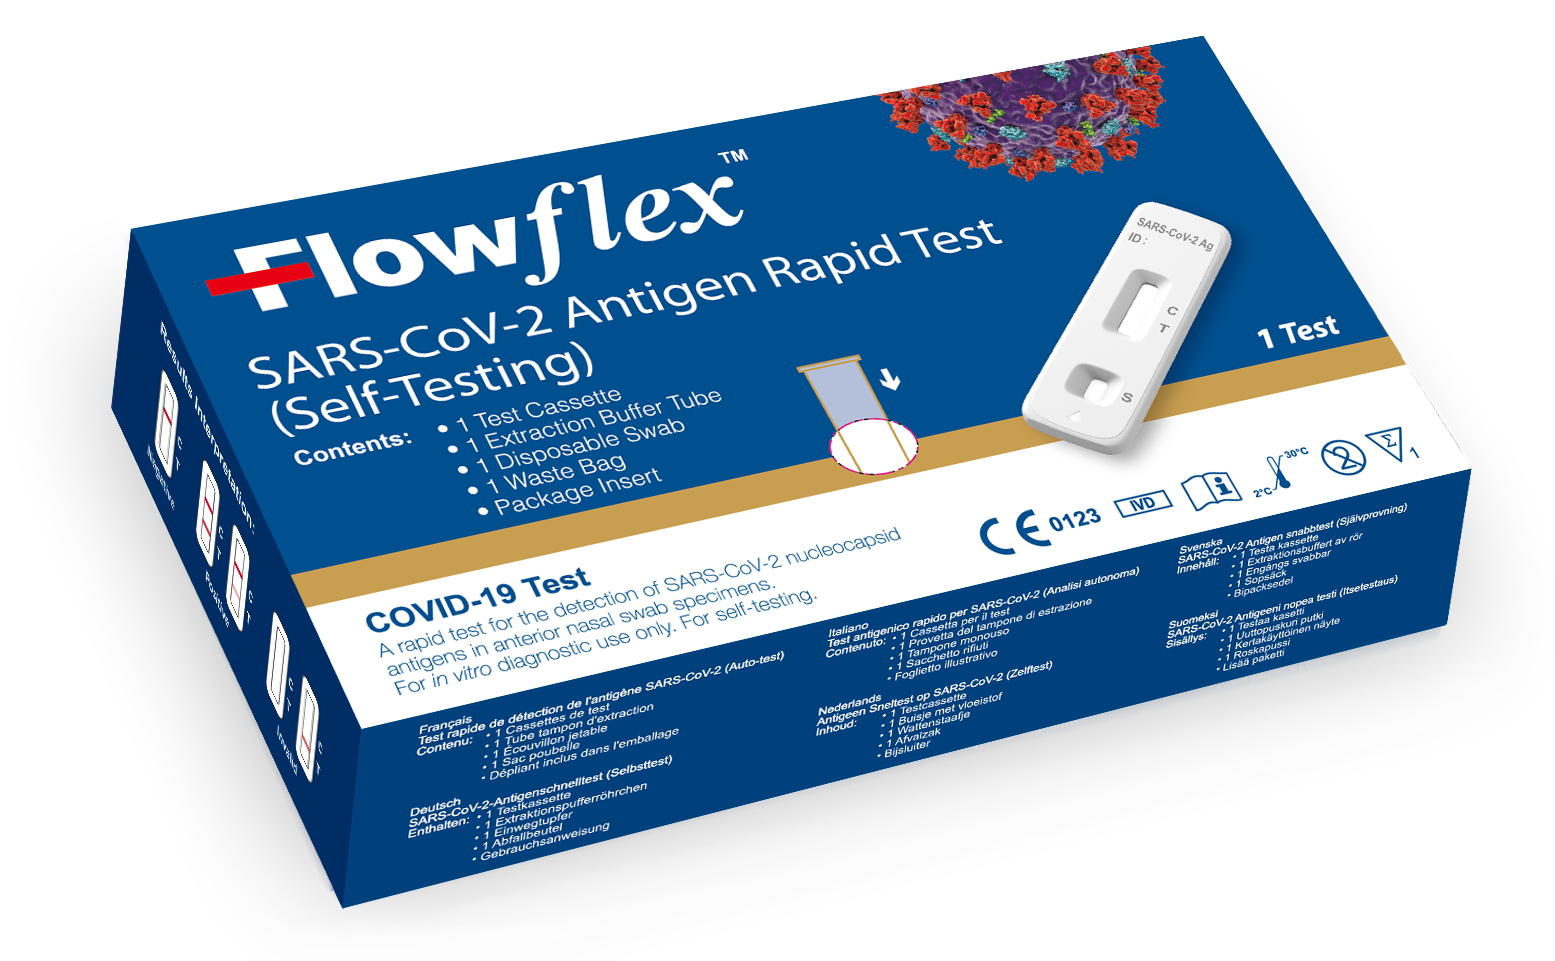 Flowflex™
SARS-CoV-2 Antigen Rapid Test
(Self-Testing)
Contents:
• 1 Test Cassette
• 1 Extraction Buffer Tube
• 1 Disposable Swab
• 1 Waste Bag
• Package Insert
SARS-CoV-2 Ag
ID:
C
T
S
1 Test
COVID-19 Test
A rapid test for the detection of SARS-CoV-2 nucleocapsid
antigens in anterior nasal swab specimens.
For in vitro diagnostic use only. For self-testing.
CE 0123
IVD
i
2°C
30°C
2
Σ
1
Results Interpretation:
C
T
Negative
C
T
C
T
Positive
C
T
C
T
Invalid
Français
Test rapide de détection de l'antigène SARS-CoV-2 (Auto-test)
Contenu: • 1 Cassettes de test
• 1 Tube tampon d'extraction
• 1 Écouvillon jetable
• 1 Sac poubelle
• Dépliant inclus dans l'emballage
Deutsch
SARS-CoV-2-Antigenschnelltest (Selbsttest)
Enthalten: • 1 Testkassette
• 1 Extraktionspufferröhrchen
• 1 Einwegtupfer
• 1 Abfallbeutel
• Gebrauchsanweisung
Italiano
Test antigenico rapido per SARS-CoV-2 (Analisi autonoma)
Contenuto: • 1 Cassetta per il test
• 1 Provetta del tampone di estrazione
• 1 Tampone monouso
• 1 Sacchetto rifiuti
• Foglietto illustrativo
Nederlands
Antigeen Sneltest op SARS-CoV-2 (Zelftest)
Inhoud: • 1 Testcassette
• 1 Buisje met vloeistof
• 1 Wattenstaafje
• 1 Afvalzak
• Bijsluiter
Svenska
SARS-CoV-2 Antigen snabbtest (Självprovning)
Innehåll: • 1 Testa kassette
• 1 Extraktionsbuffert av rör
• 1 Engångs svabbar
• 1 Sopsäck
• Bipacksedel
Suomeksi
SARS-CoV-2 Antigeeni nopea testi (Itsetestaus)
Sisällys: • 1 Testaa kasetti
• 1 Uuttopuskuri putki
• 1 Kertakäyttöinen näyte
• 1 Roskapussi
• Lisää paketti